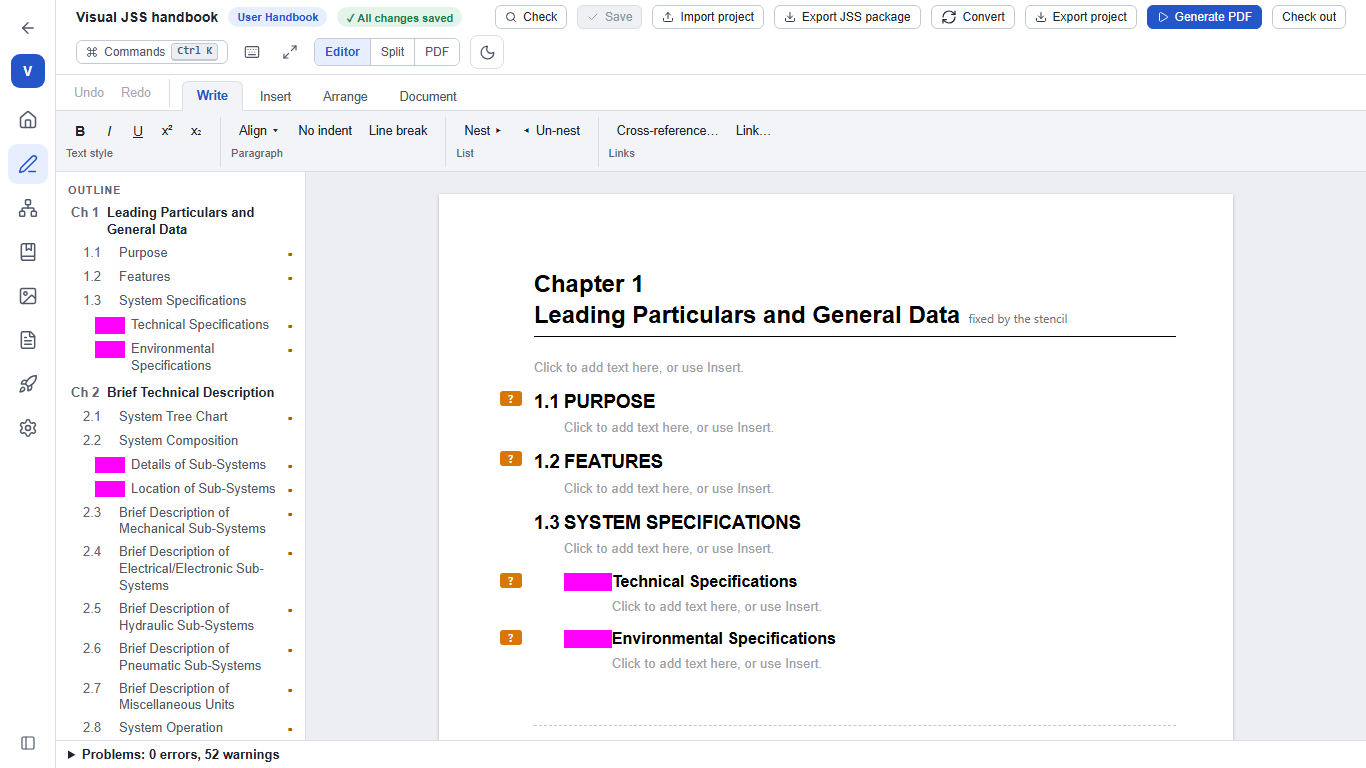 Visual JSS handbook User Handbook ✓ All changes saved Check Save Import project Export JSS package Convert Export project Generate PDF Check out
⌘ Commands Ctrl K Editor Split PDF
V
Undo Redo Write Insert Arrange Document
B I U x² x₂ Align No indent Line break Nest Un-nest Cross-reference… Link…
Text style Paragraph List Links
OUTLINE
Ch 1 Leading Particulars and
General Data
1.1 Purpose
1.2 Features
1.3 System Specifications
Technical Specifications
Environmental
Specifications
Ch 2 Brief Technical Description
2.1 System Tree Chart
2.2 System Composition
Details of Sub-Systems
Location of Sub-Systems
2.3 Brief Description of
Mechanical Sub-Systems
2.4 Brief Description of
Electrical/Electronic Sub-
Systems
2.5 Brief Description of
Hydraulic Sub-Systems
2.6 Brief Description of
Pneumatic Sub-Systems
2.7 Brief Description of
Miscellaneous Units
2.8 System Operation
Chapter 1
Leading Particulars and General Data fixed by the stencil
Click to add text here, or use Insert.
? 1.1 PURPOSE
Click to add text here, or use Insert.
? 1.2 FEATURES
Click to add text here, or use Insert.
1.3 SYSTEM SPECIFICATIONS
Click to add text here, or use Insert.
? Technical Specifications
Click to add text here, or use Insert.
? Environmental Specifications
Click to add text here, or use Insert.
Problems: 0 errors, 52 warnings